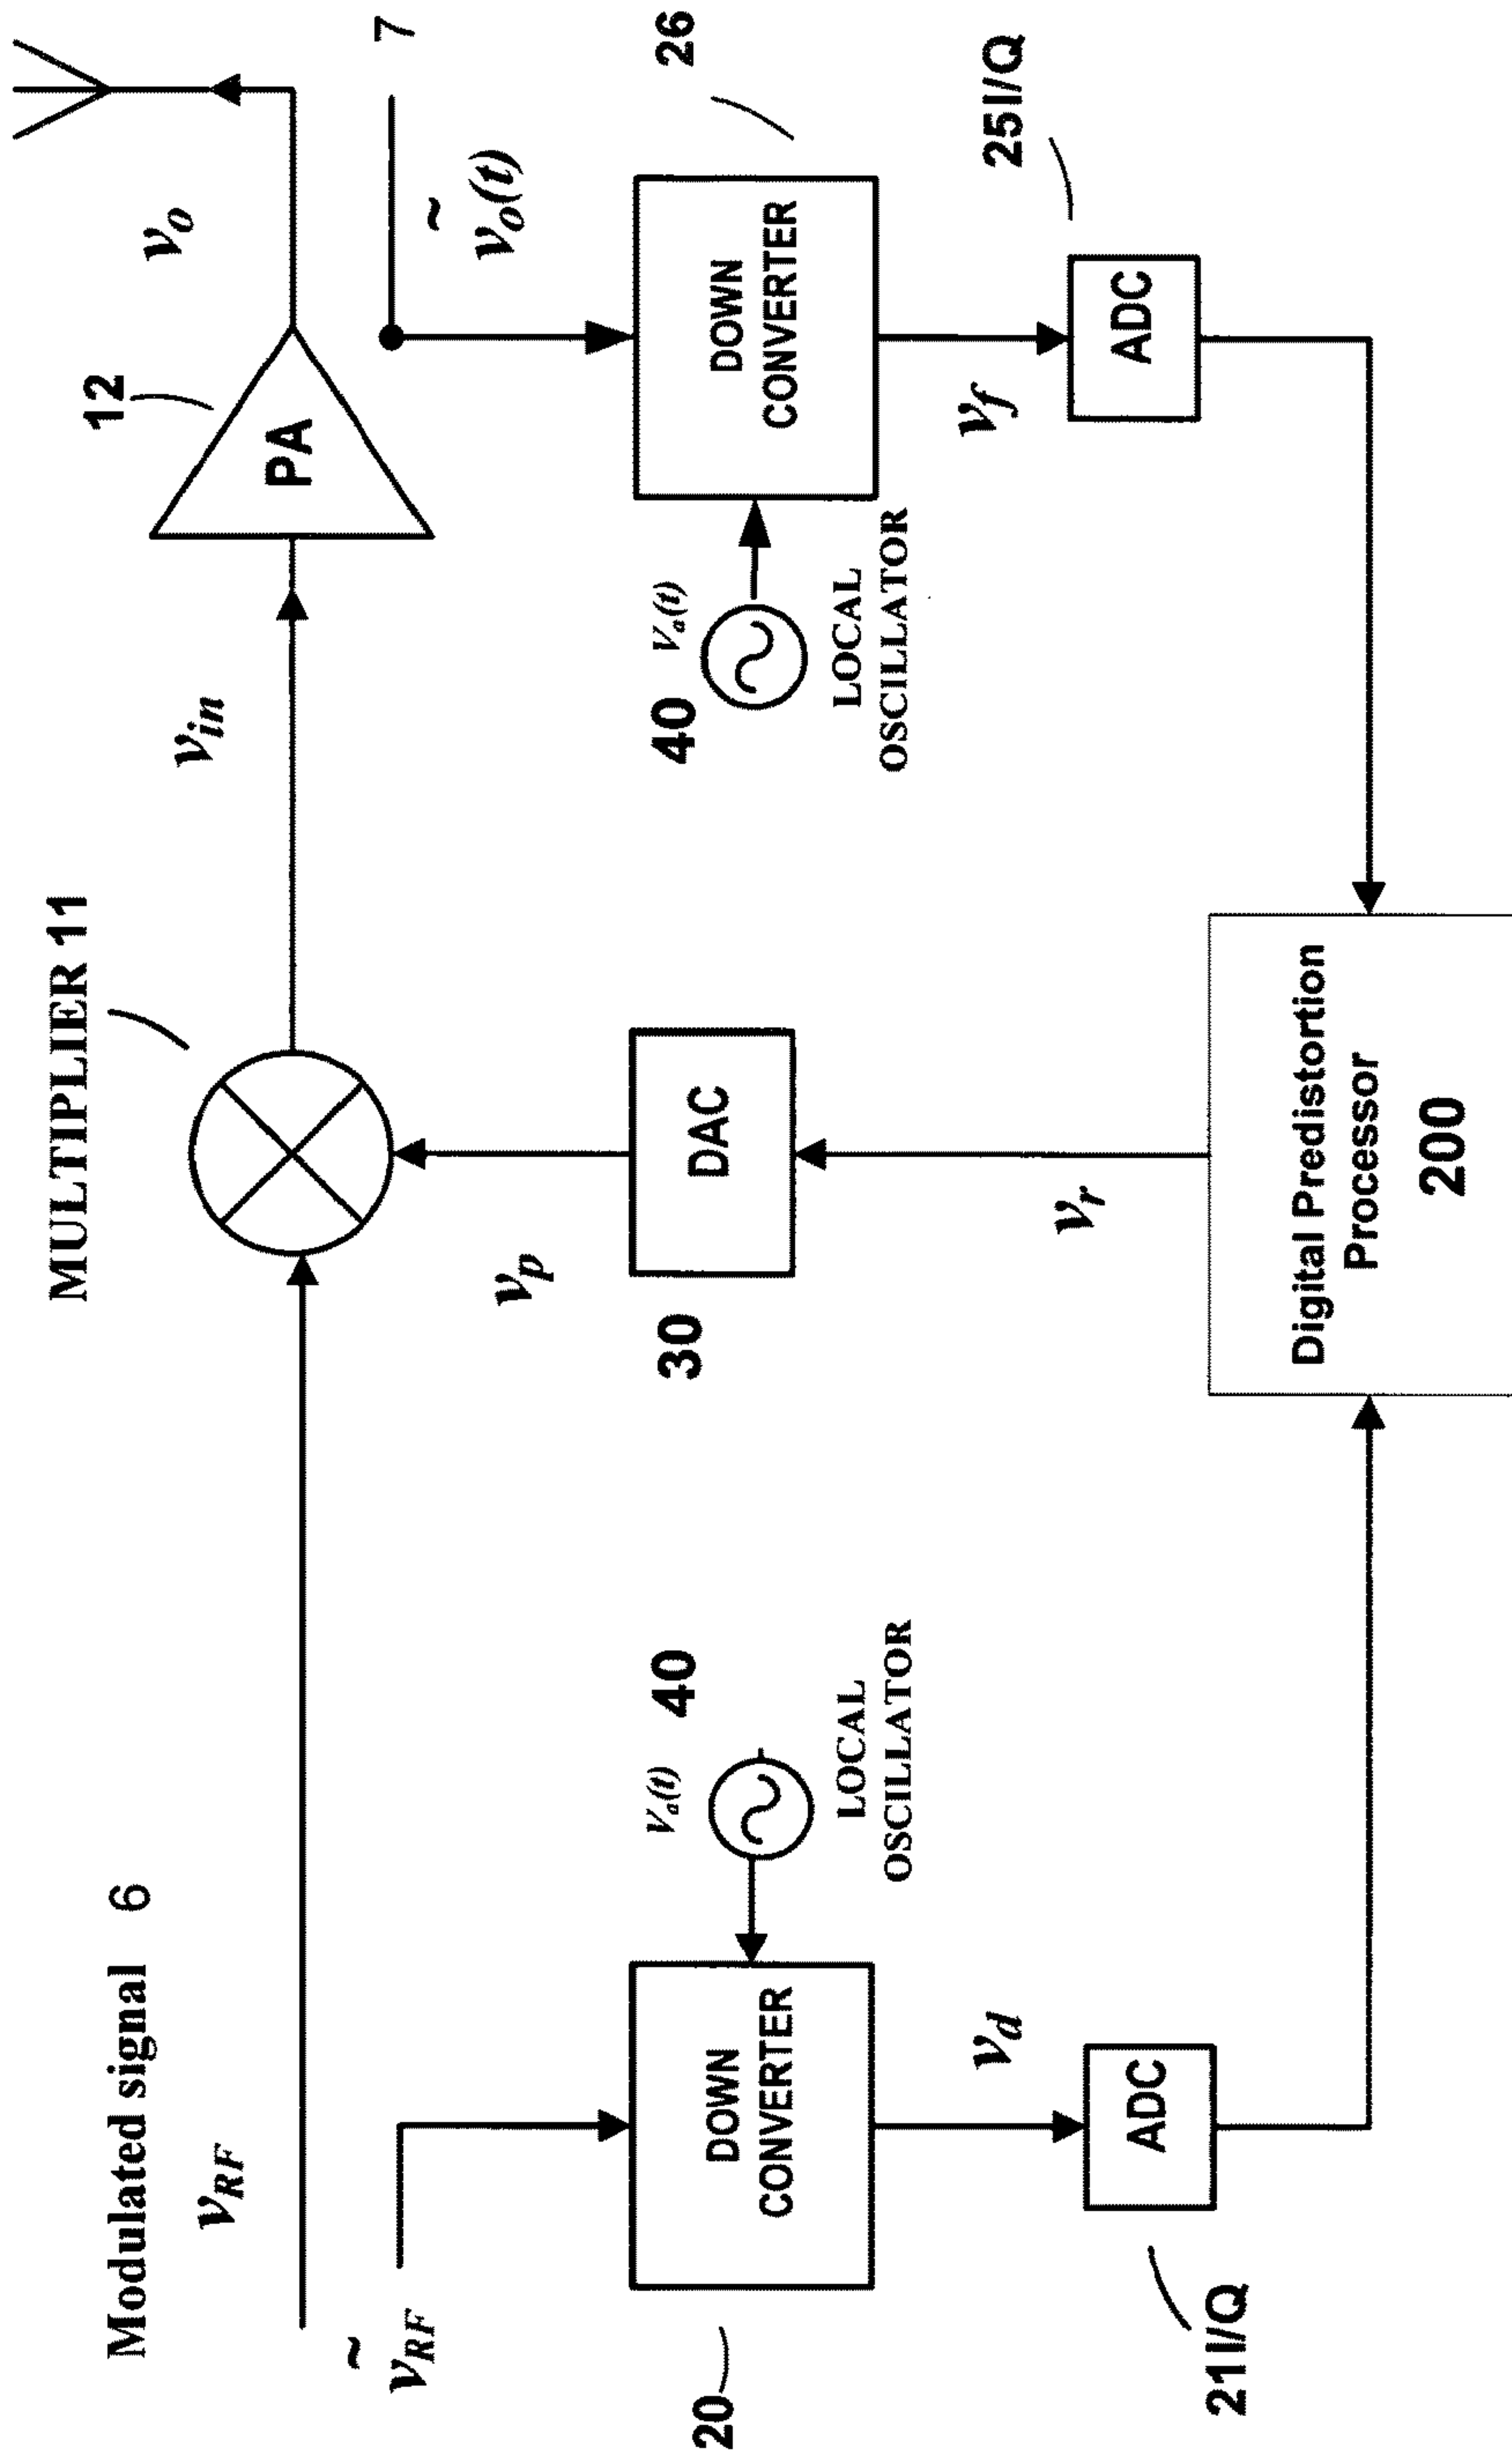 Modulated signal 6
MULTIPLIER 11
12
v_RF
v_in
PA
v_o
ṽ_RF
7
ṽ_o(t)
v_p
20
DOWN
CONVERTER
V_a(t)
40
LOCAL
OSCILLATOR
30
DAC
40
V_a(t)
LOCAL
OSCILLATOR
DOWN
CONVERTER
26
v_d
v_r
v_f
25I/Q
21I/Q
ADC
ADC
Digital Predistortion
Processor
200